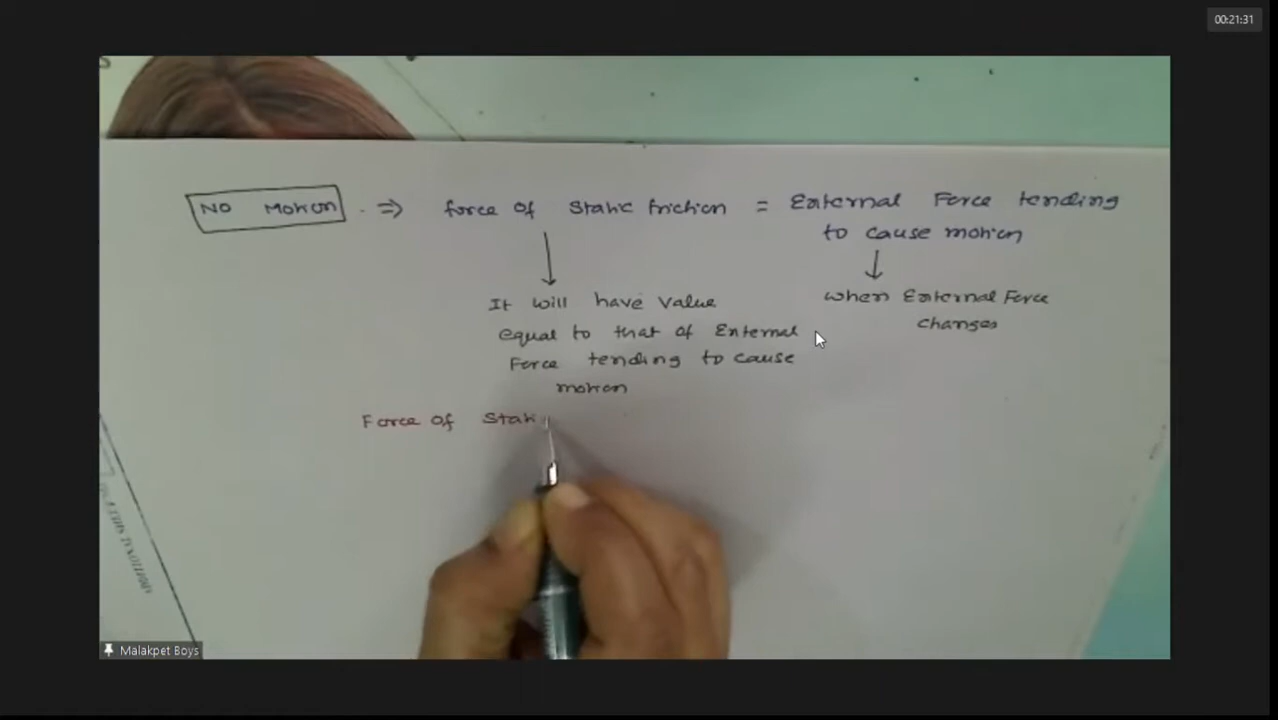 00:21:31
NO Motion ⇒ force of Static friction = External Force tending
to cause motion
It will have value
equal to that of External
Force tending to cause
motion
when External Force
changes
Force of Stati
Malakpet Boys